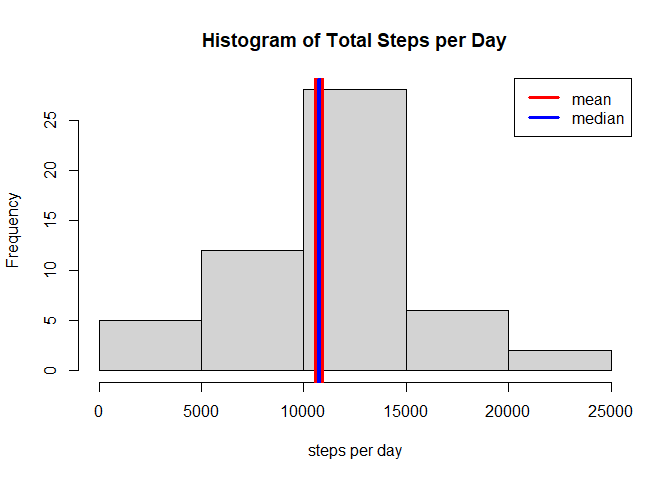 Histogram of Total Steps per Day
mean
median
Frequency
25
20
15
10
5
0
0 5000 10000 15000 20000 25000
steps per day